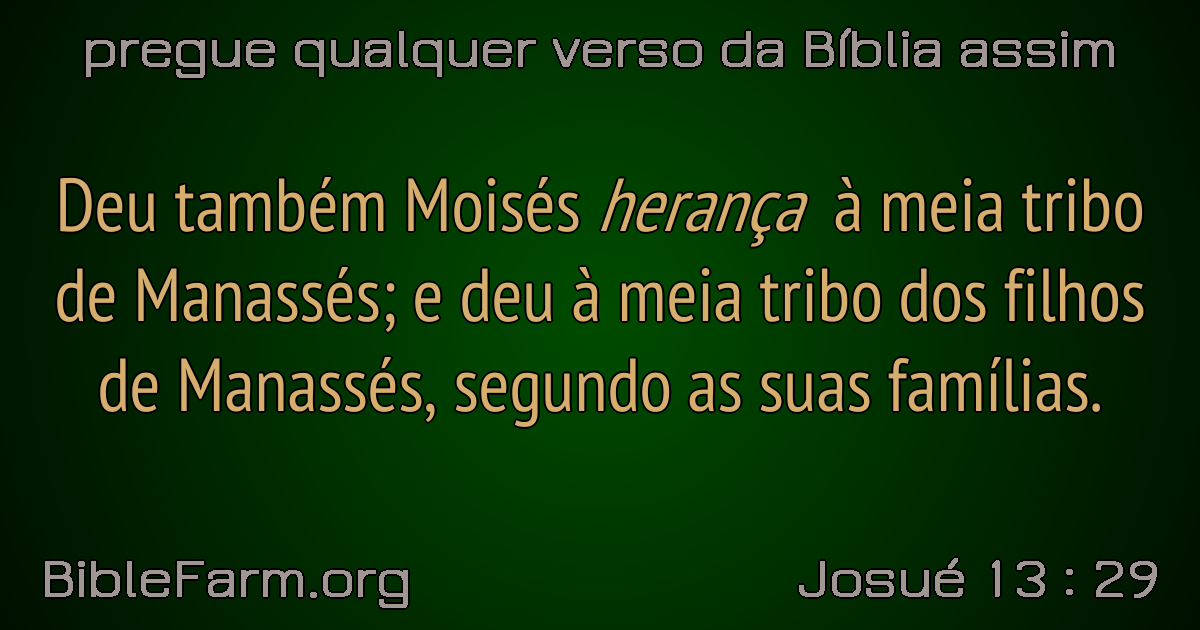 pregue qualquer verso da Bíblia assim
Deu também Moisés herança à meia tribo
de Manassés; e deu à meia tribo dos filhos
de Manassés, segundo as suas famílias.
BibleFarm.org
Josué 13 : 29